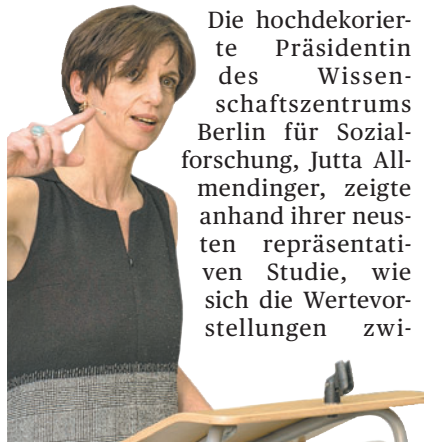 Die hochdekorier-
te Präsidentin
des Wissen-
schaftszentrums
Berlin für Sozial-
forschung, Jutta All-
mendinger, zeigte
anhand ihrer neus-
ten repräsentati-
ven Studie, wie
sich die Wertevor-
stellungen zwi-